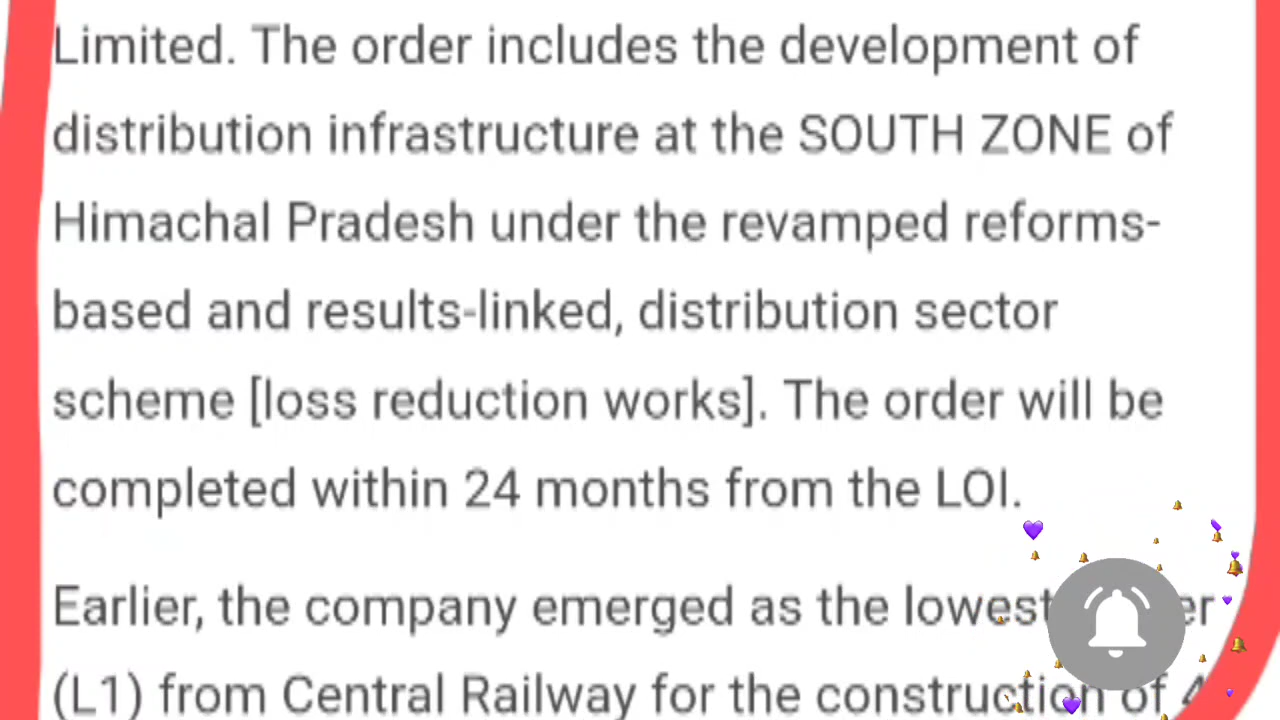 Limited. The order includes the development of
distribution infrastructure at the SOUTH ZONE of
Himachal Pradesh under the revamped reforms-
based and results-linked, distribution sector
scheme [loss reduction works]. The order will be
completed within 24 months from the LOI.
Earlier, the company emerged as the lowest
(L1) from Central Railway for the construction of